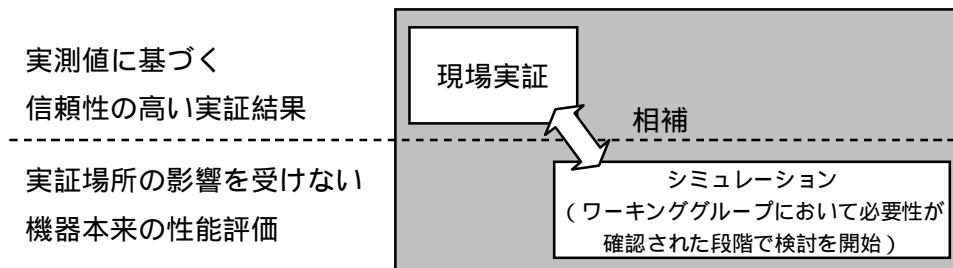 実測値に基づく
信頼性の高い実証結果
現場実証
相補
実証場所の影響を受けない
機器本来の性能評価
シミュレーション
（ワーキンググループにおいて必要性が
確認された段階で検討を開始）